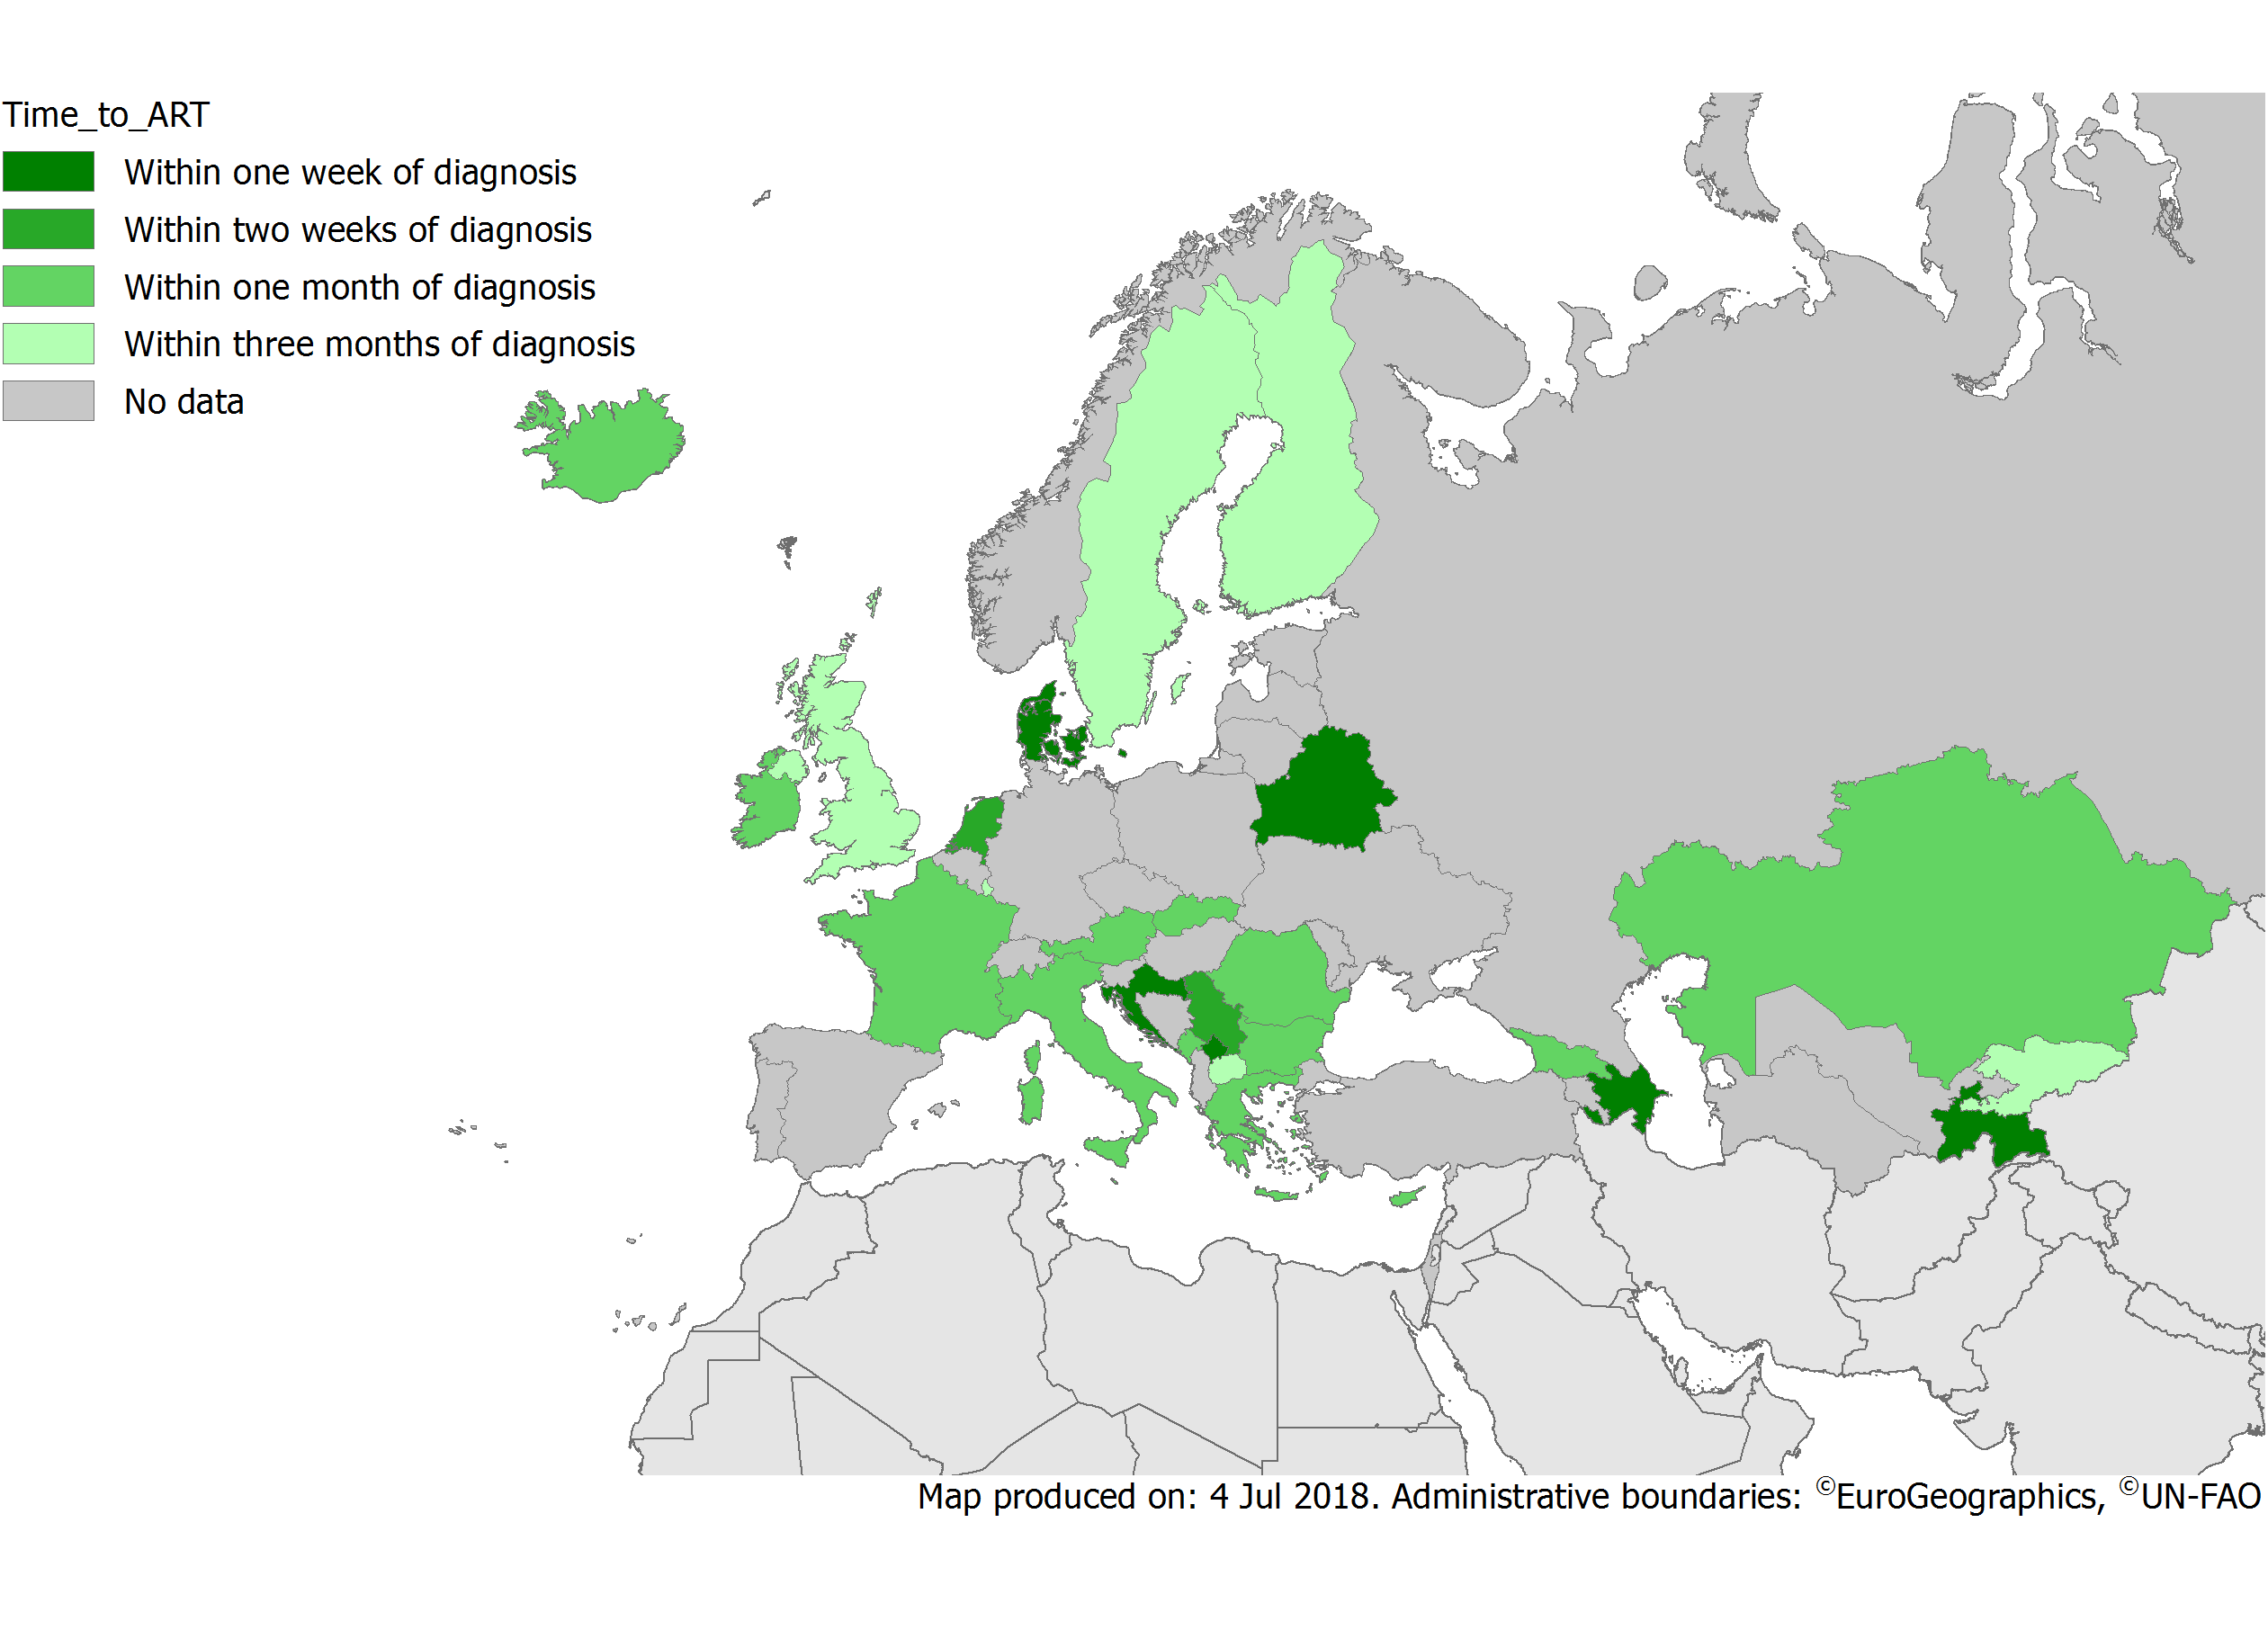 Time_to_ART
Within one week of diagnosis
Within two weeks of diagnosis
Within one month of diagnosis
Within three months of diagnosis
No data
Map produced on: 4 Jul 2018. Administrative boundaries: ©EuroGeographics, ©UN-FAO